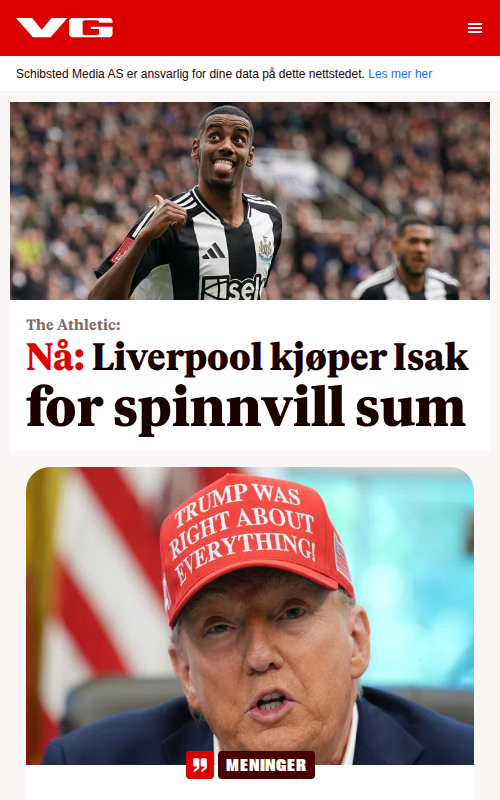 VG
Schibsted Media AS er ansvarlig for dine data på dette nettstedet. Les mer her
The Athletic:
Nå: Liverpool kjøper Isak
for spinnvill sum
TRUMP WAS
RIGHT ABOUT
EVERYTHING!
MENINGER